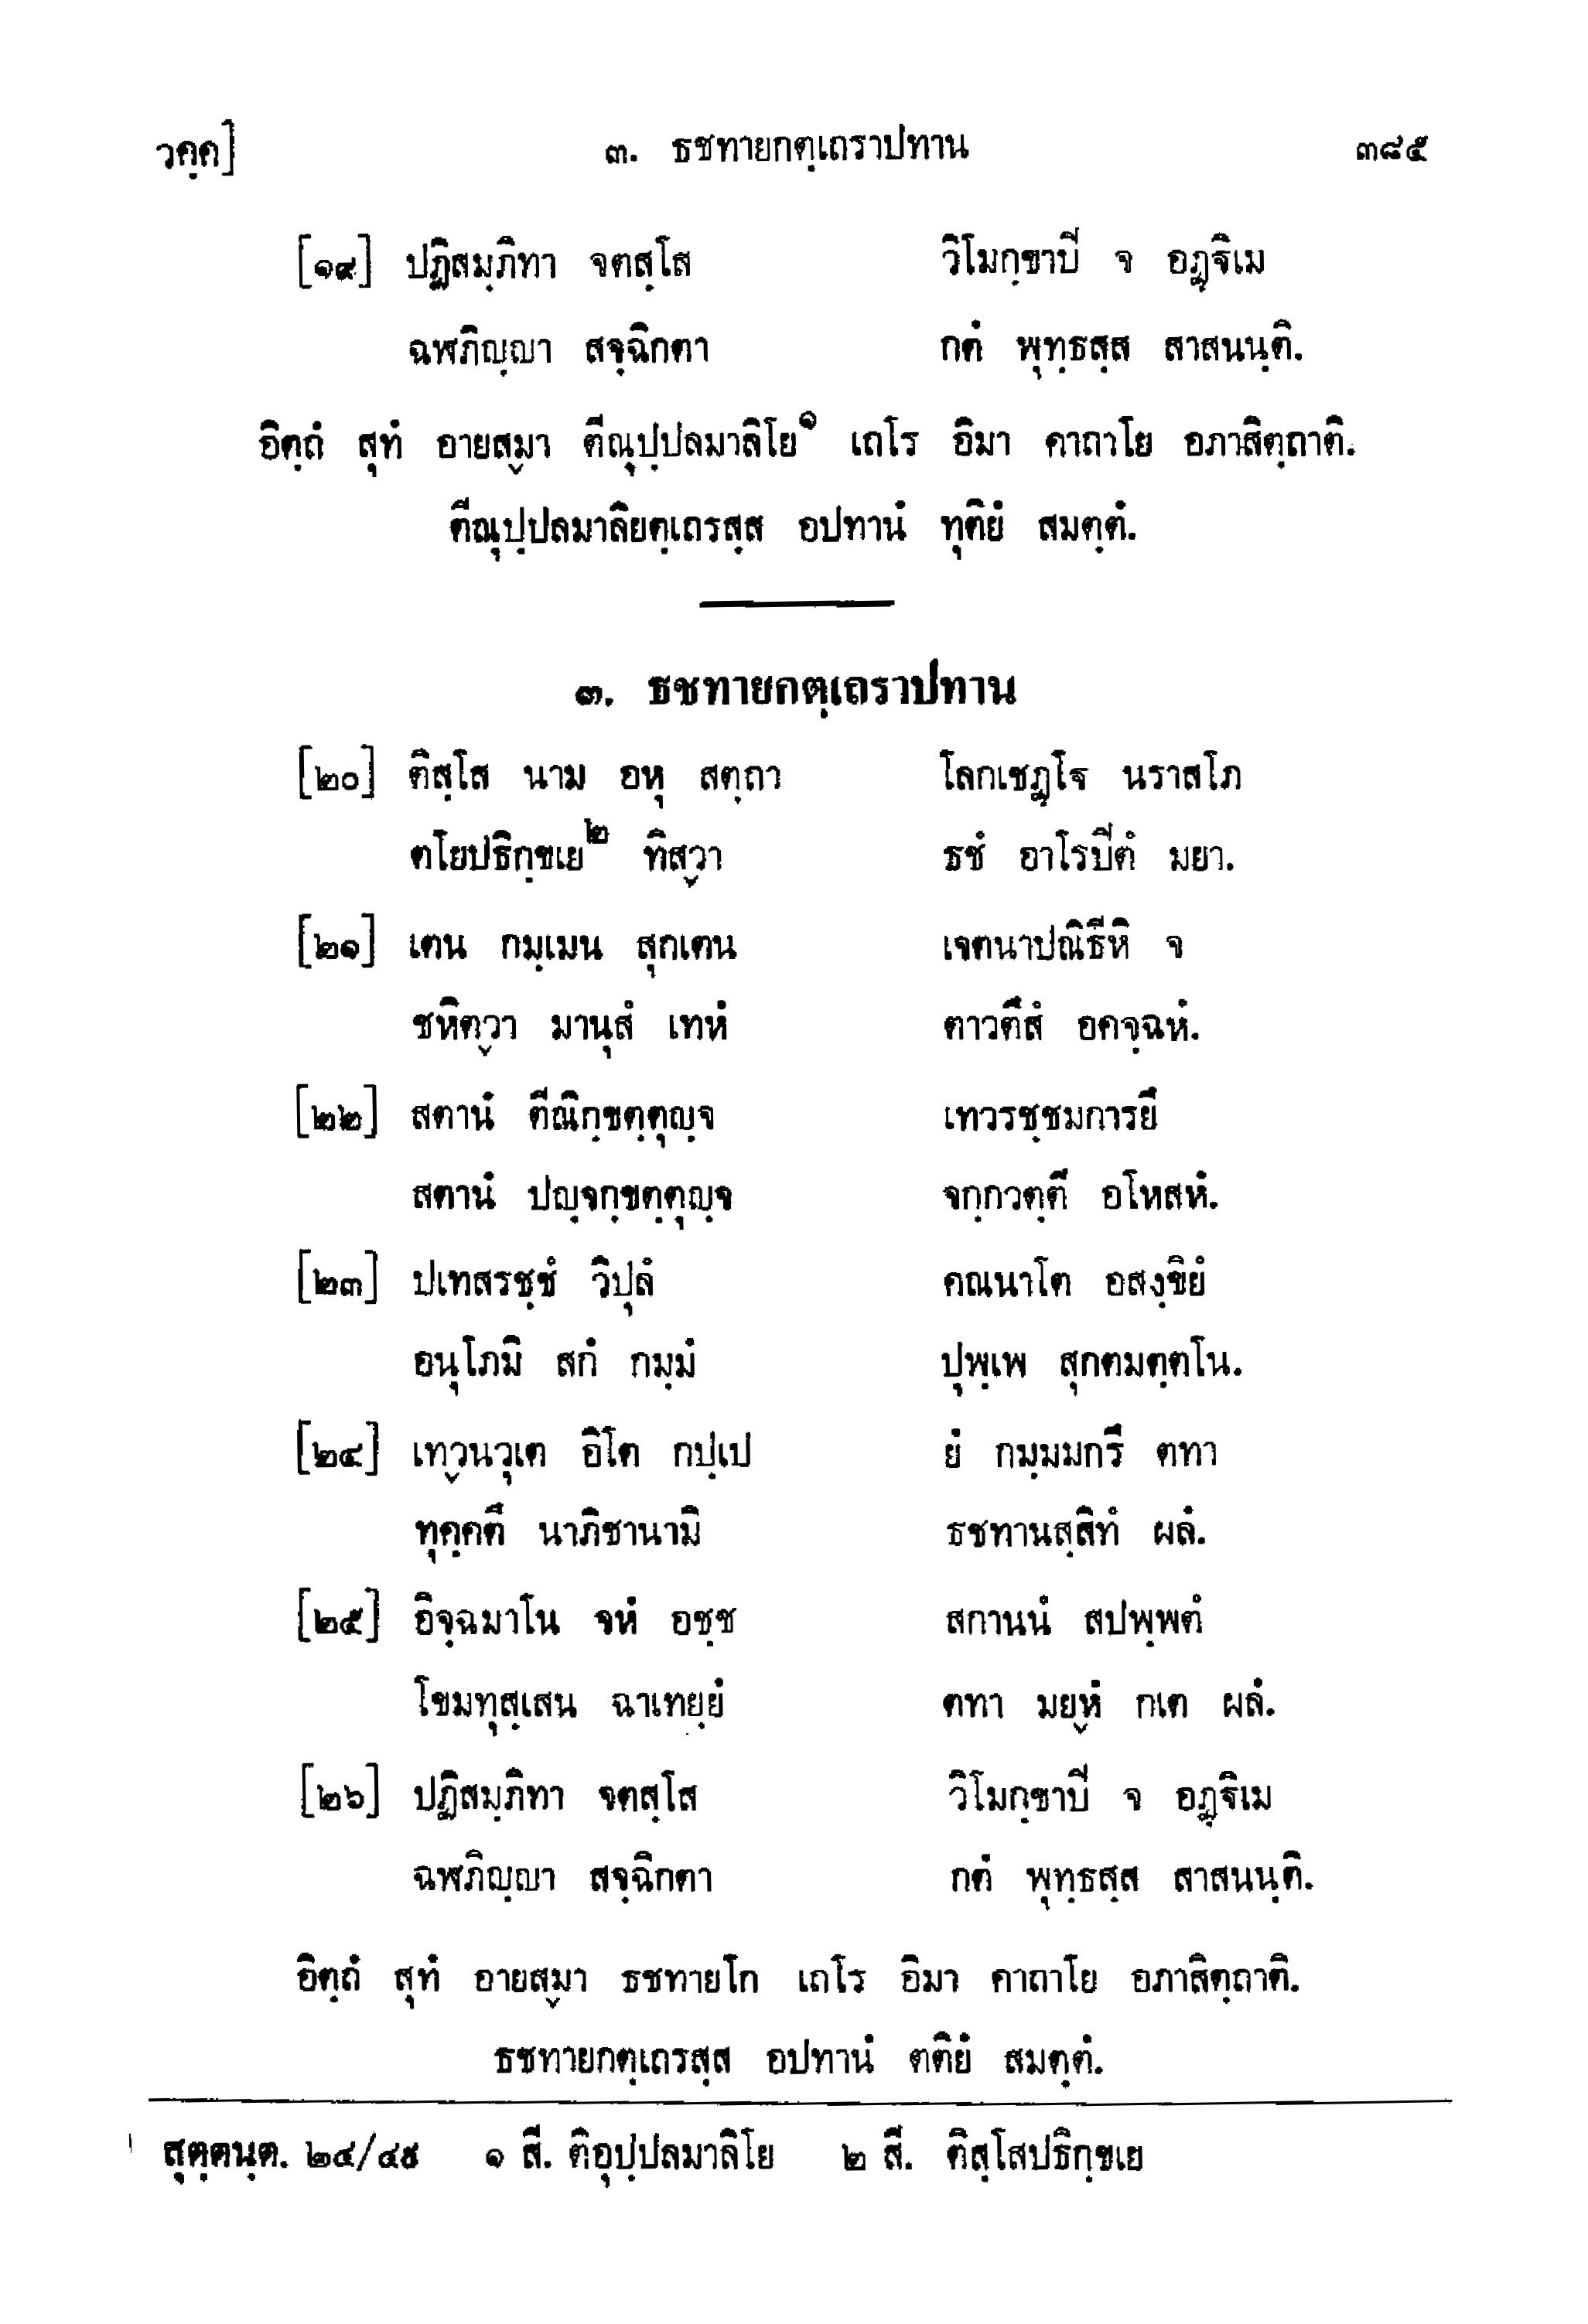 วคฺค] ๓. ธชทายกตฺเถราปทาน ๓๘๕
[๑๙] ปฏิสมฺภิทา จตสฺโส วิโมกฺขาปี จ อฏฺฐิเม
ฉฬภิญฺญา สจฺฉิกตา กตํ พุทฺธสฺส สาสนนฺติ.
อิตฺถํ สุทํ อายสฺมา ตีณุปฺปลมาลิโย๑ เถโร อิมา คาถาโย อภาสิตฺถาติ.
ตีณุปฺปลมาลิยตฺเถรสฺส อปทานํ ทุติยํ สมตฺตํ.
๓. ธชทายกตฺเถราปทาน
[๒๐] ติสฺโส นาม อหุ สตฺถา โลกเชฏฺโฐ นราสโภ
ตโยปธิกฺขเย๒ ทิสฺวา ธชํ อาโรปีตํ มยา.
[๒๑] เตน กมฺเมน สุกเตน เจตนาปณิธีหิ จ
ชหิตฺวา มานุสํ เทหํ ตาวตึสํ อคจฺฉหํ.
[๒๒] สตานํ ตีณิกฺขตฺตุญฺจ เทวรชฺชมการยึ
สตานํ ปญฺจกฺขตฺตุญฺจ จกฺกวตฺตี อโหสหํ.
[๒๓] ปเทสรชฺชํ วิปุลํ คณนาโต อสงฺขิยํ
อนุโภมิ สกํ กมฺมํ ปุพฺเพ สุกตมตฺตโน.
[๒๔] เทฺวนวุเต อิโต กปฺเป ยํ กมฺมมกรึ ตทา
ทุคฺคตึ นาภิชานามิ ธชทานสฺสิทํ ผลํ.
[๒๕] อิจฺฉมาโน จหํ อชฺช สกานนํ สปพฺพตํ
โขมทุสฺเสน ฉาเทยฺยํ ตทา มยฺหํ กเต ผลํ.
[๒๖] ปฏิสมฺภิทา จตสฺโส วิโมกฺขาปี จ อฏฺฐิเม
ฉฬภิญฺญา สจฺฉิกตา กตํ พุทฺธสฺส สาสนนฺติ.
อิตฺถํ สุทํ อายสฺมา ธชทายโก เถโร อิมา คาถาโย อภาสิตฺถาติ.
ธชทายกตฺเถรสฺส อปทานํ ตติยํ สมตฺตํ.
สุตฺตนฺต. ๒๔/๔๙ ๑ สี. ติอุปฺปลมาลิโย ๒ สี. ติสฺโสปธิกฺขเย